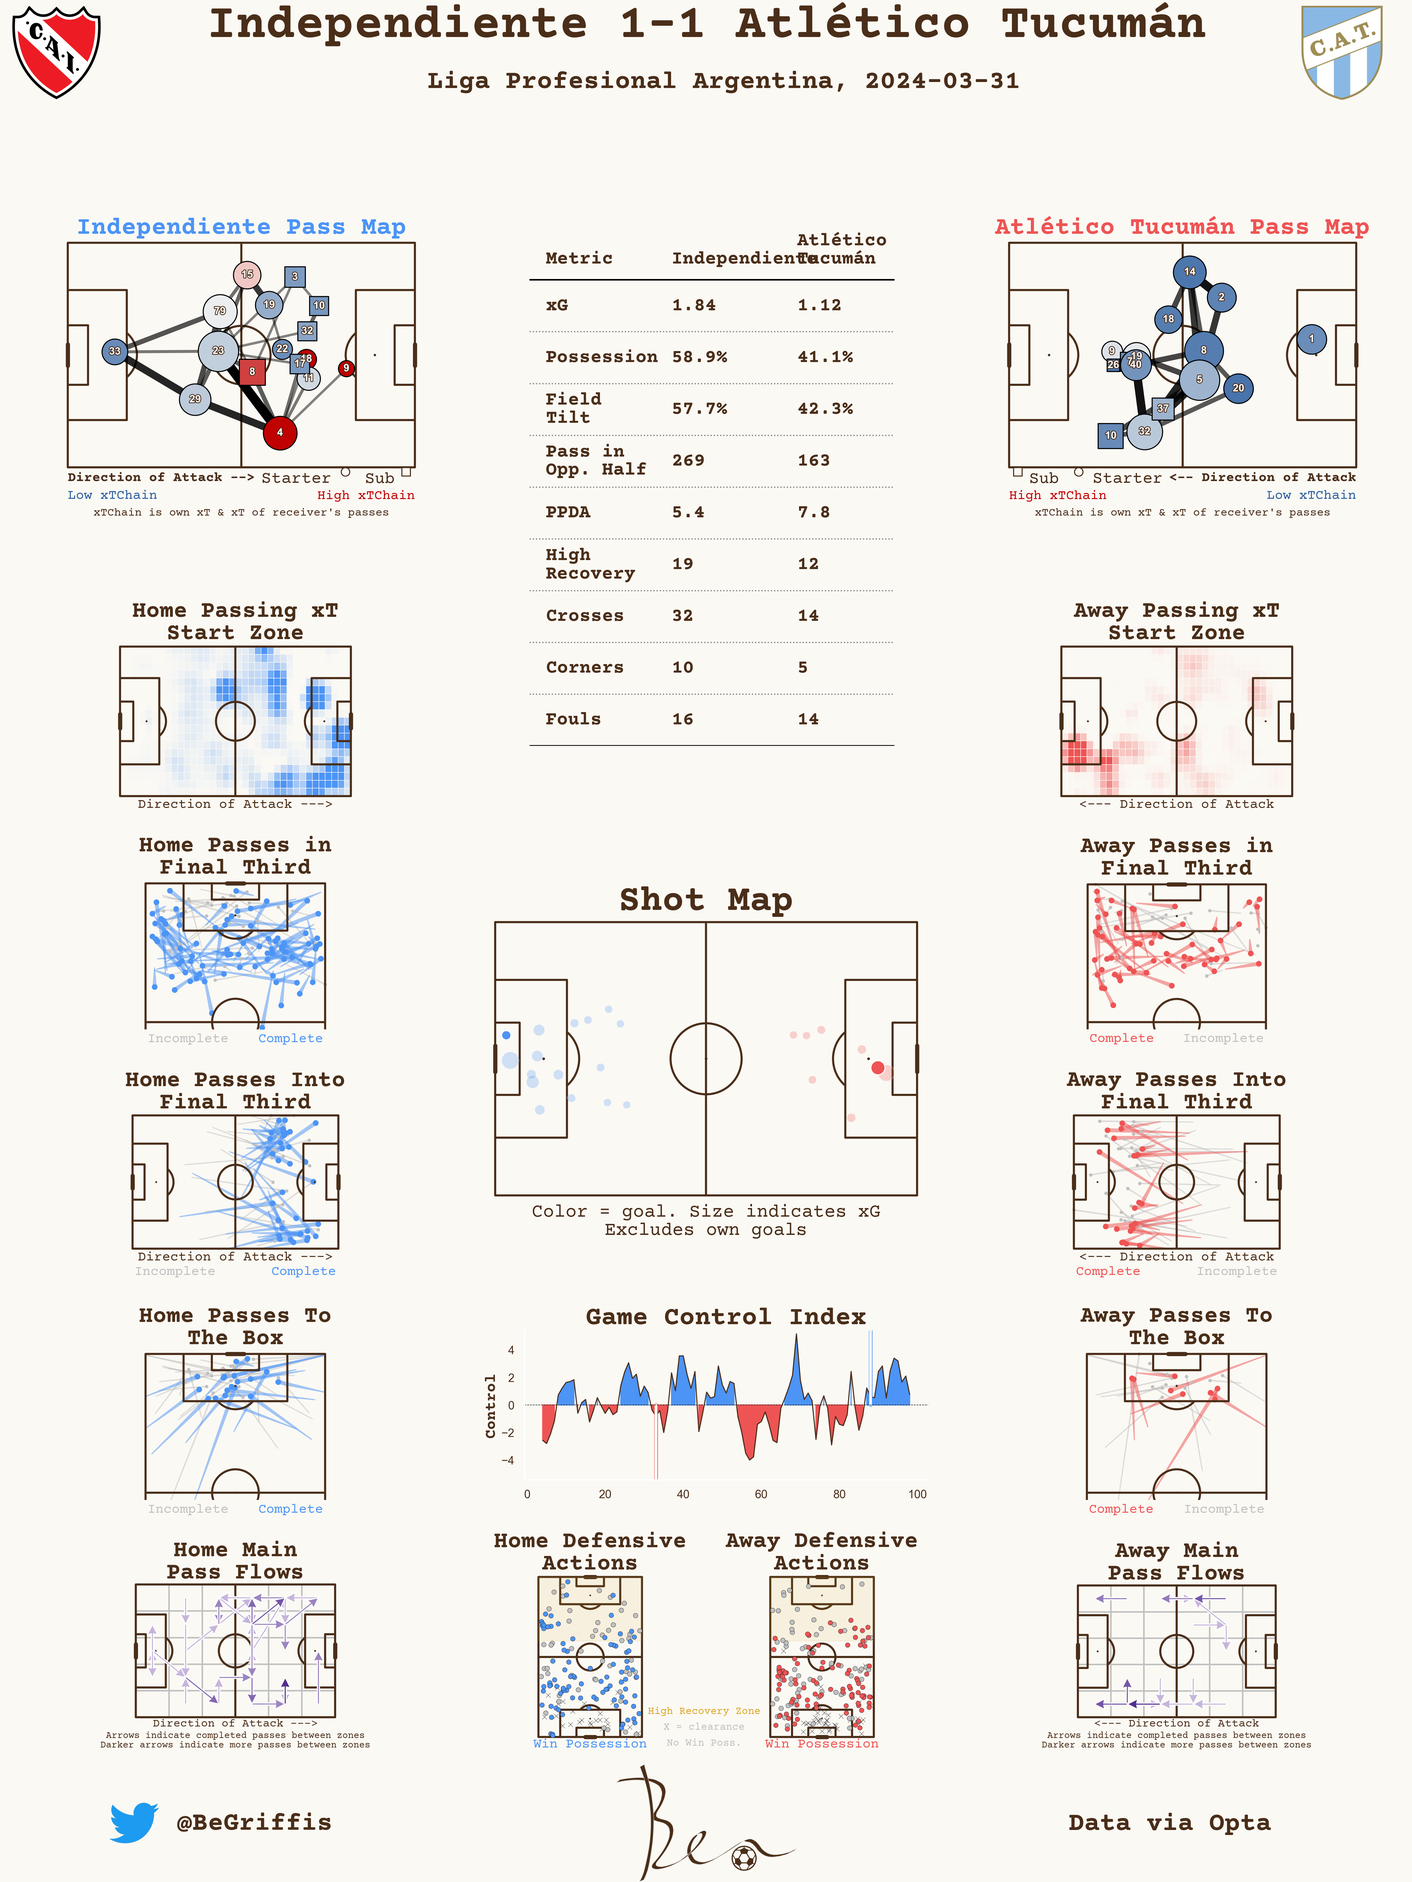 Independiente 1-1 Atlético Tucumán
Liga Profesional Argentina, 2024-03-31
C.A.I.
C.A.T.
Independiente Pass Map
15
3
79
19
10
32
33
23
22
48
17
8
11
9
29
4
Direction of Attack --> Starter Sub
Low xTChain High xTChain
xTChain is own xT & xT of receiver's passes
Metric Independiente Atlético Tucumán
xG 1.84 1.12
Possession 58.9% 41.1%
Field Tilt 57.7% 42.3%
Pass in Opp. Half 269 163
PPDA 5.4 7.8
High Recovery 19 12
Crosses 32 14
Corners 10 5
Fouls 16 14
Atlético Tucumán Pass Map
14
2
18
1
9
19
8
26
40
5
20
37
10
32
Sub Starter <-- Direction of Attack
High xTChain Low xTChain
xTChain is own xT & xT of receiver's passes
Home Passing xT
Start Zone
Direction of Attack --->
Away Passing xT
Start Zone
<--- Direction of Attack
Home Passes in
Final Third
Incomplete Complete
Away Passes in
Final Third
Complete Incomplete
Shot Map
Color = goal. Size indicates xG
Excludes own goals
Home Passes Into
Final Third
Direction of Attack --->
Incomplete Complete
Away Passes Into
Final Third
<--- Direction of Attack
Complete Incomplete
Home Passes To
The Box
Incomplete Complete
Game Control Index
Control
4
2
0
−2
−4
0 20 40 60 80 100
Away Passes To
The Box
Complete Incomplete
Home Main
Pass Flows
Direction of Attack --->
Arrows indicate completed passes between zones
Darker arrows indicate more passes between zones
Home Defensive
Actions
Win Possession
High Recovery Zone
X = clearance
No Win Poss.
Away Defensive
Actions
Win Possession
Away Main
Pass Flows
<--- Direction of Attack
Arrows indicate completed passes between zones
Darker arrows indicate more passes between zones
@BeGriffis
Ben
Data via Opta